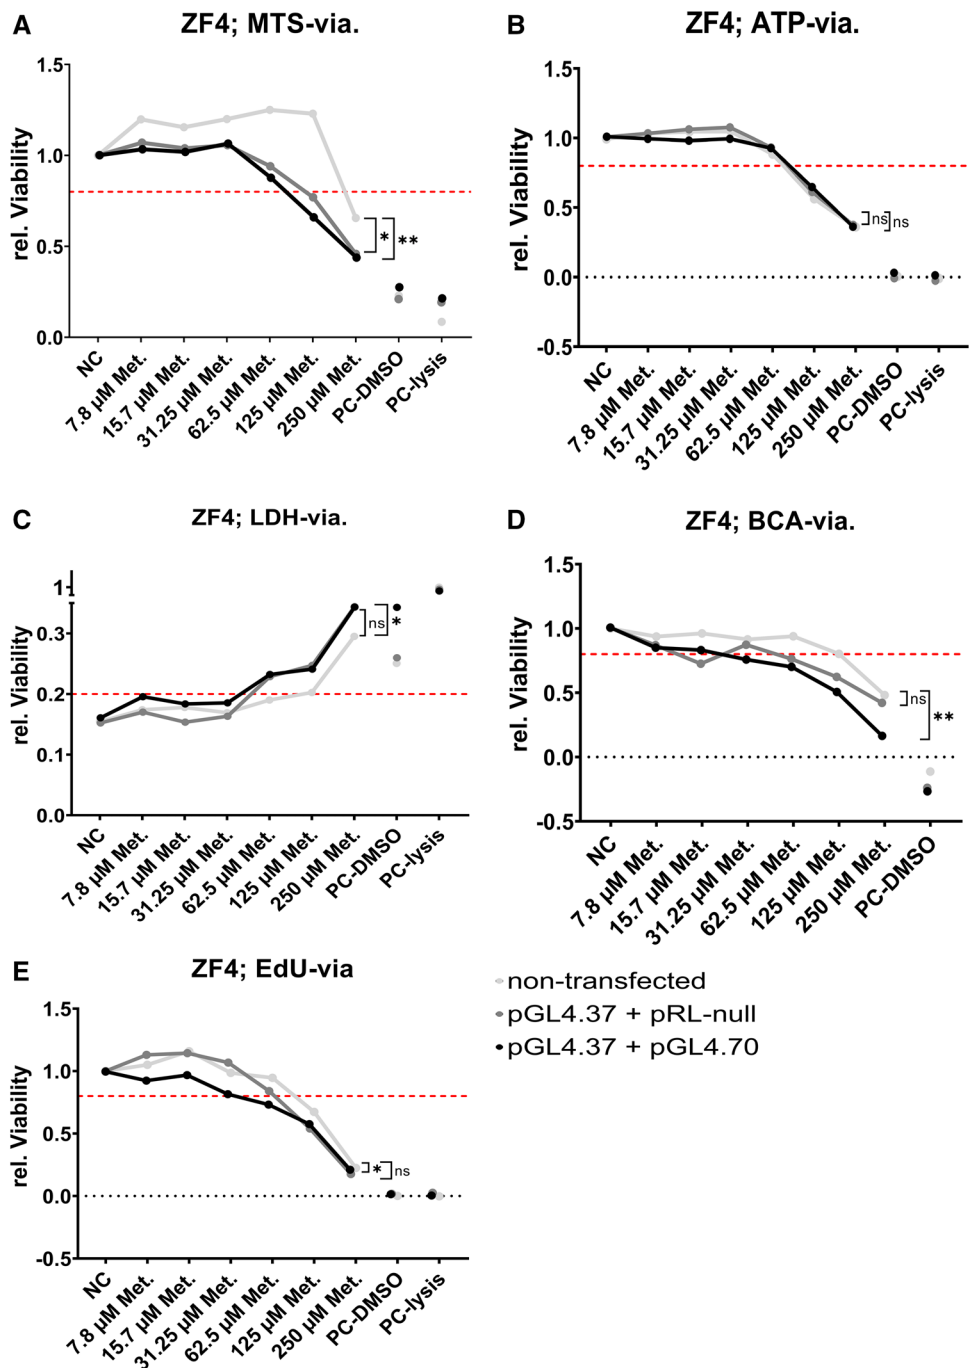 A
ZF4; MTS-via.
1.5
1.0
0.5
0.0
rel. Viability
* **
NC
7.8 µM Met.
15.7 µM Met.
31.25 µM Met.
62.5 µM Met.
125 µM Met.
250 µM Met.
PC-DMSO
PC-lysis
B
ZF4; ATP-via.
1.5
1.0
0.5
0.0
-0.5
rel. Viability
ns ns
NC
7.8 µM Met.
15.7 µM Met.
31.25 µM Met.
62.5 µM Met.
125 µM Met.
250 µM Met.
PC-DMSO
PC-lysis
C
ZF4; LDH-via.
1
0.3
0.2
0.0
rel. Viability
ns *
NC
7.8 µM Met.
15.7 µM Met.
31.25 µM Met.
62.5 µM Met.
125 µM Met.
250 µM Met.
PC-DMSO
PC-lysis
D
ZF4; BCA-via.
1.5
1.0
0.5
0.0
-0.5
rel. Viability
ns **
NC
7.8 µM Met.
15.7 µM Met.
31.25 µM Met.
62.5 µM Met.
125 µM Met.
250 µM Met.
PC-DMSO
E
ZF4; EdU-via
1.5
1.0
0.5
0.0
-0.5
rel. Viability
* ns
NC
7.8 µM Met.
15.7 µM Met.
31.25 µM Met.
62.5 µM Met.
125 µM Met.
250 µM Met.
PC-DMSO
PC-lysis
non-transfected
pGL4.37 + pRL-null
pGL4.37 + pGL4.70